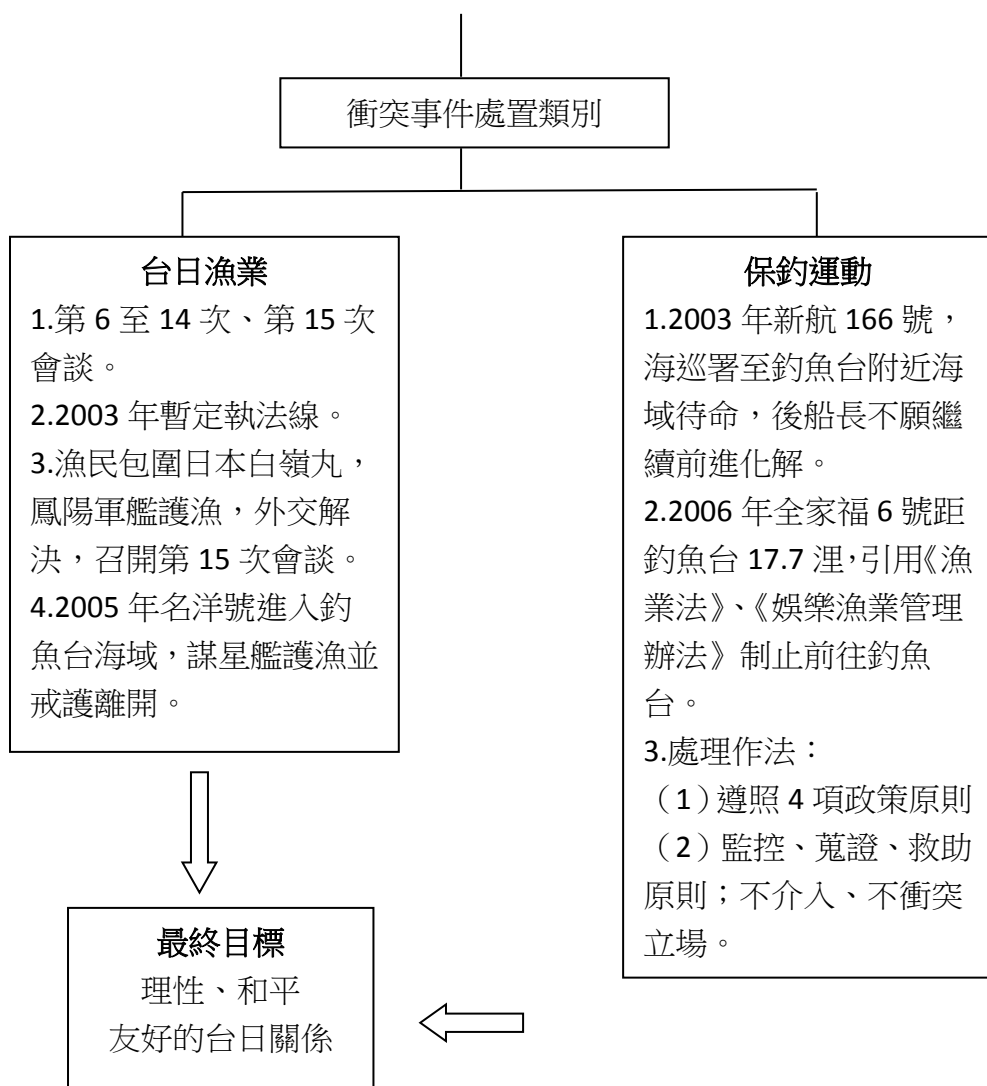 衝突事件處置類別
台日漁業
1.第 6 至 14 次、第 15 次
會談。
2.2003 年暫定執法線。
3.漁民包圍日本白嶺丸，
鳳陽軍艦護漁，外交解
決，召開第 15 次會談。
4.2005 年名洋號進入釣
魚台海域，謀星艦護漁並
戒護離開。
保釣運動
1.2003 年新航 166 號，
海巡署至釣魚台附近海
域待命，後船長不願繼
續前進化解。
2.2006 年全家福 6 號距
釣魚台 17.7 浬，引用《漁
業法》、《娛樂漁業管理
辦法》制止前往釣魚
台。
3.處理作法：
（1）遵照 4 項政策原則
（2）監控、蒐證、救助
原則；不介入、不衝突
立場。
最終目標
理性、和平
友好的台日關係